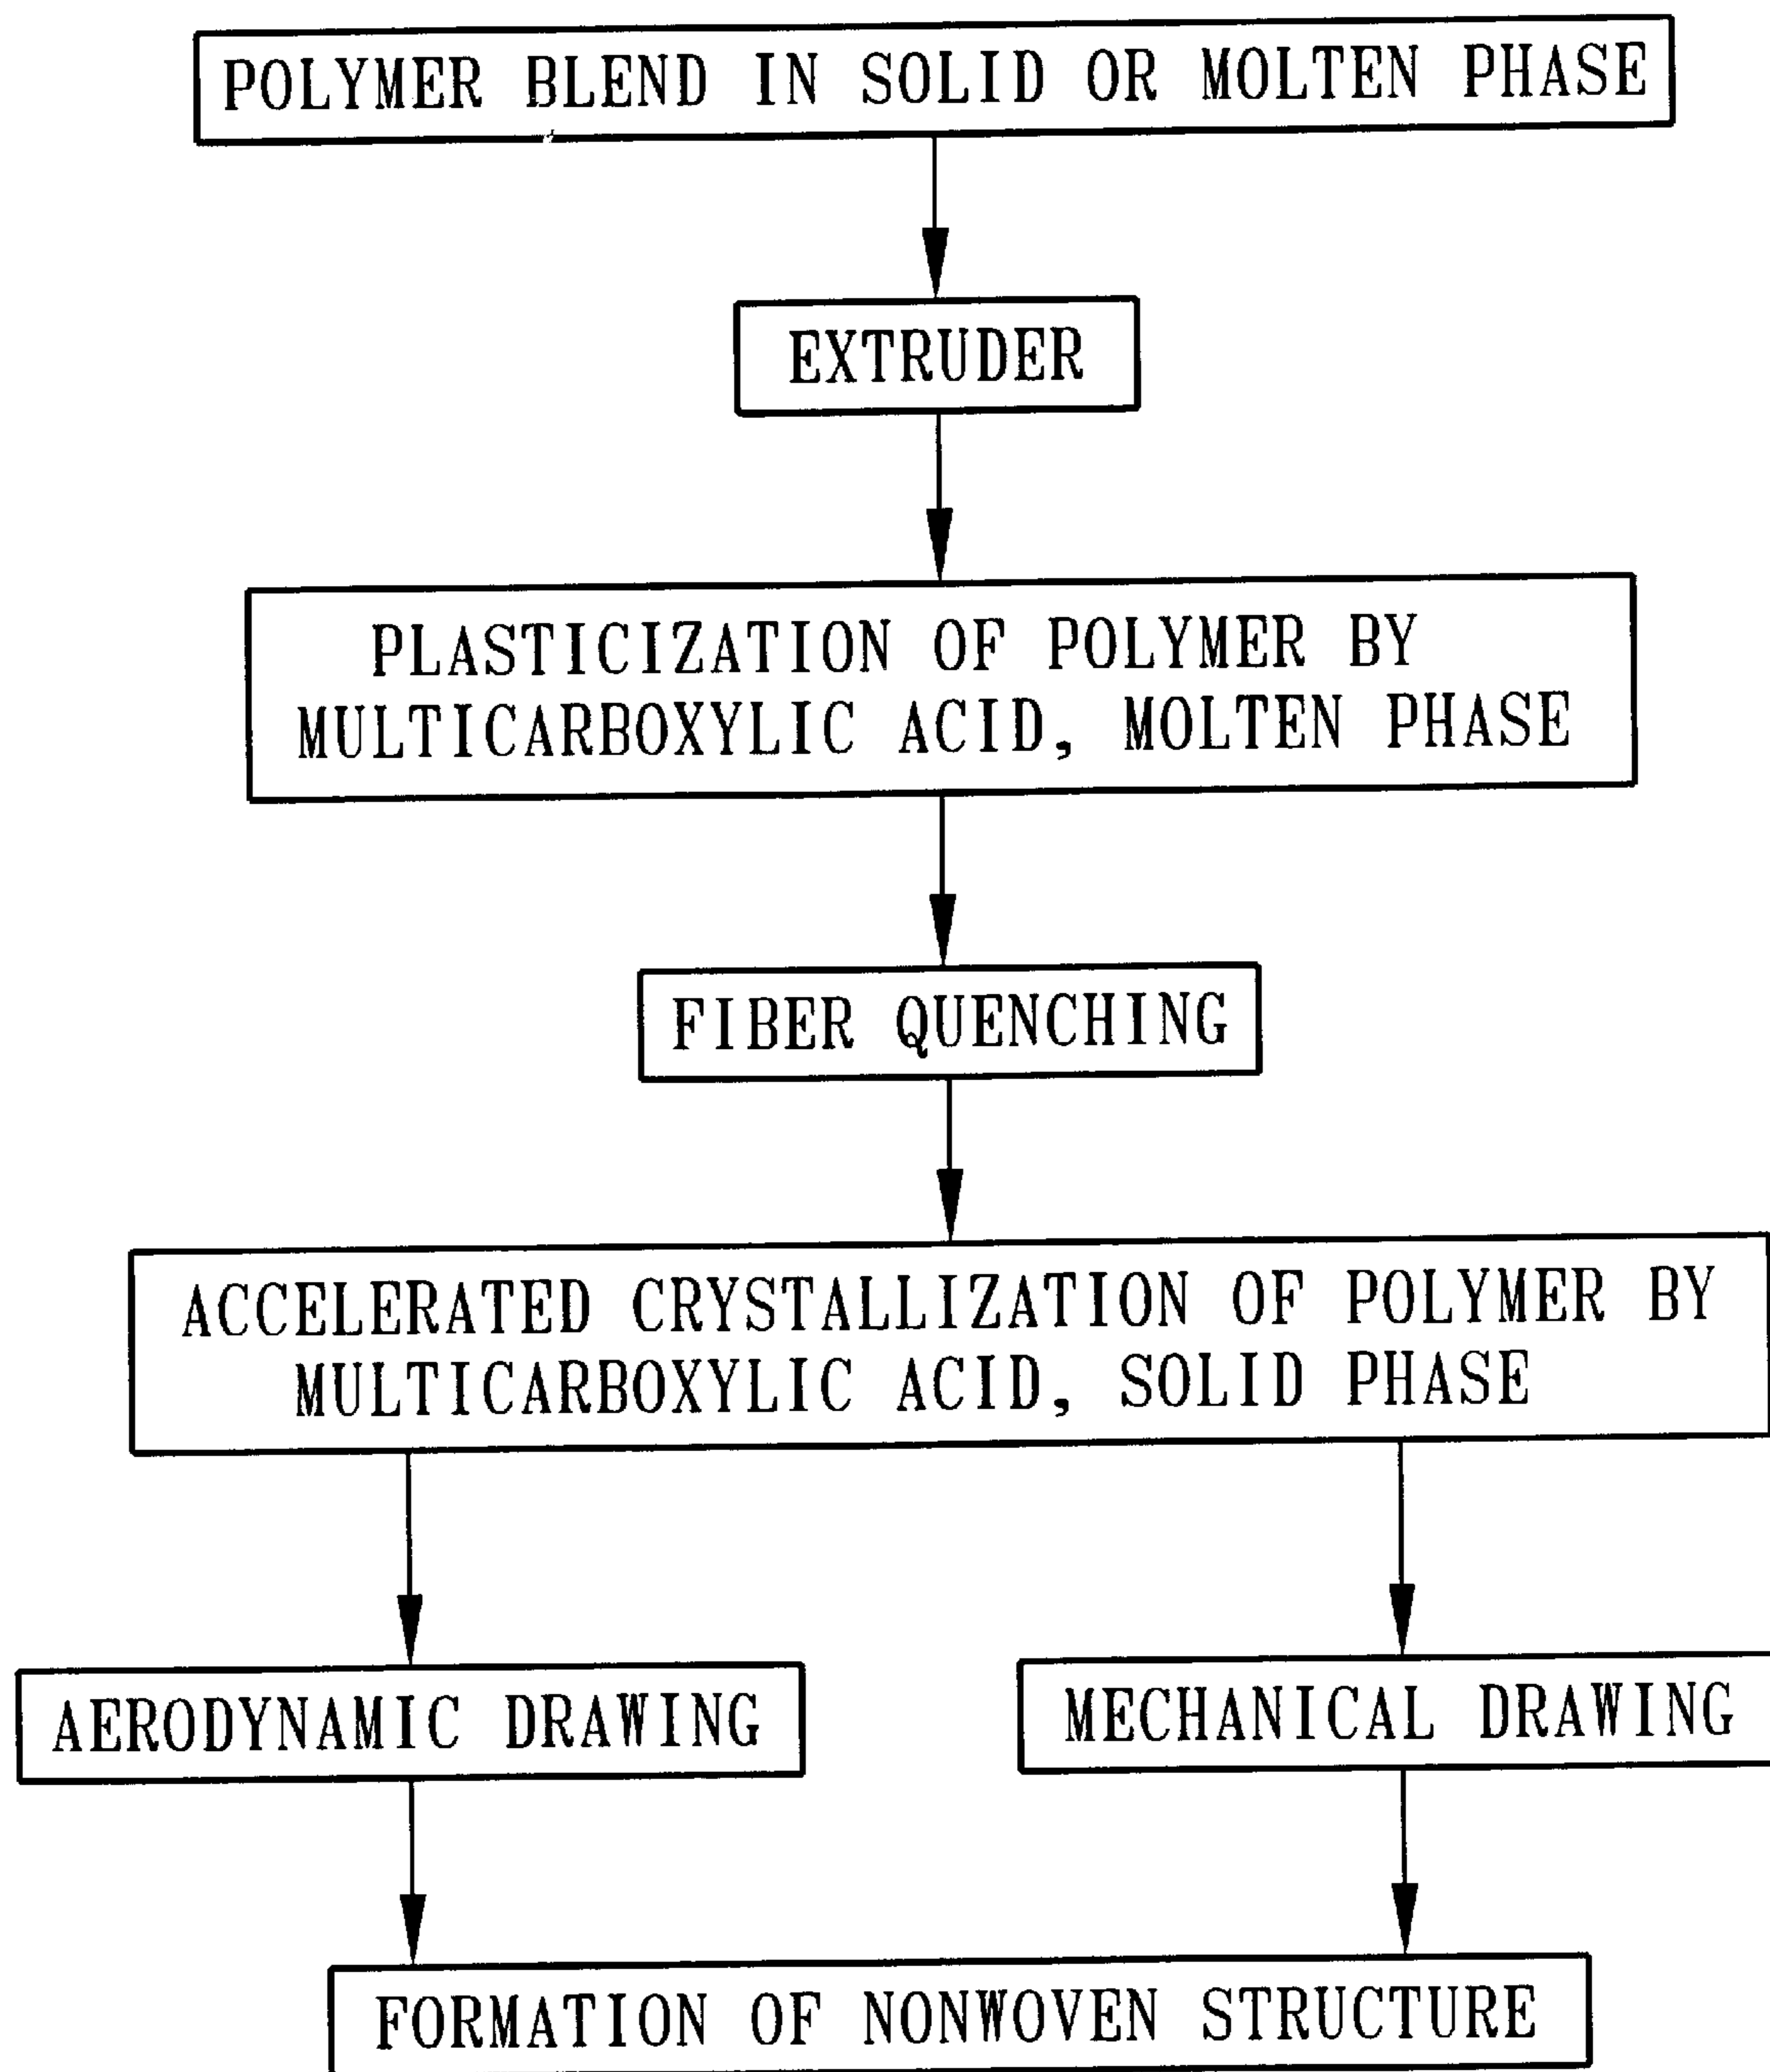 POLYMER BLEND IN SOLID OR MOLTEN PHASE
EXTRUDER
PLASTICIZATION OF POLYMER BY
MULTICARBOXYLIC ACID, MOLTEN PHASE
FIBER QUENCHING
ACCELERATED CRYSTALLIZATION OF POLYMER BY
MULTICARBOXYLIC ACID, SOLID PHASE
AERODYNAMIC DRAWING
MECHANICAL DRAWING
FORMATION OF NONWOVEN STRUCTURE